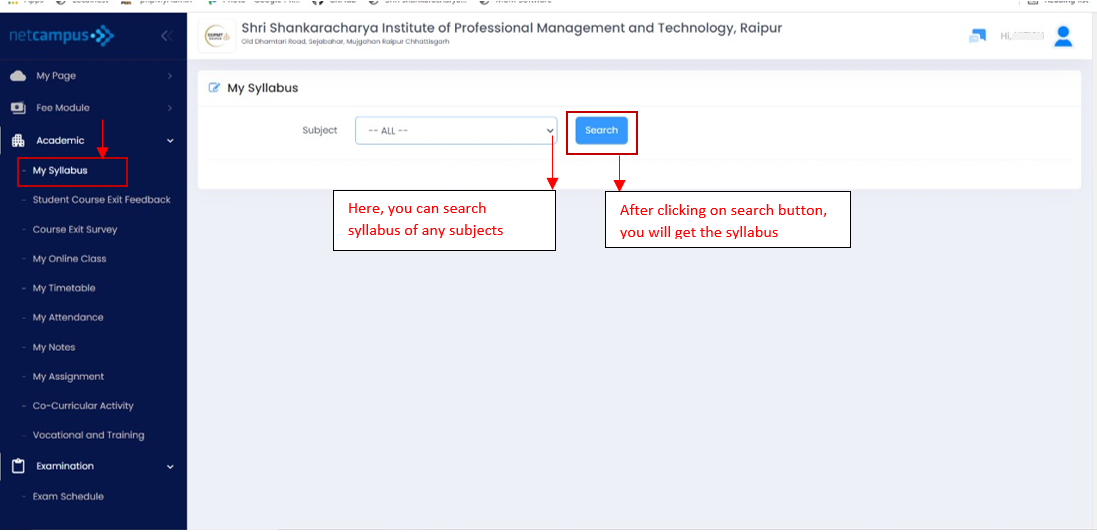 netcampus
My Page
Fee Module
Academic
My Syllabus
Student Course Exit Feedback
Course Exit Survey
My Online Class
My Timetable
My Attendance
My Notes
My Assignment
Co-Curricular Activity
Vocational and Training
Examination
Exam Schedule
Shri Shankaracharya Institute of Professional Management and Technology, Raipur
Old Dhamtari Road, Sejabahar, Mujgahan Raipur Chhattisgarh
Hi,
My Syllabus
Subject
-- ALL --
Search
Here, you can search
syllabus of any subjects
After clicking on search button,
you will get the syllabus